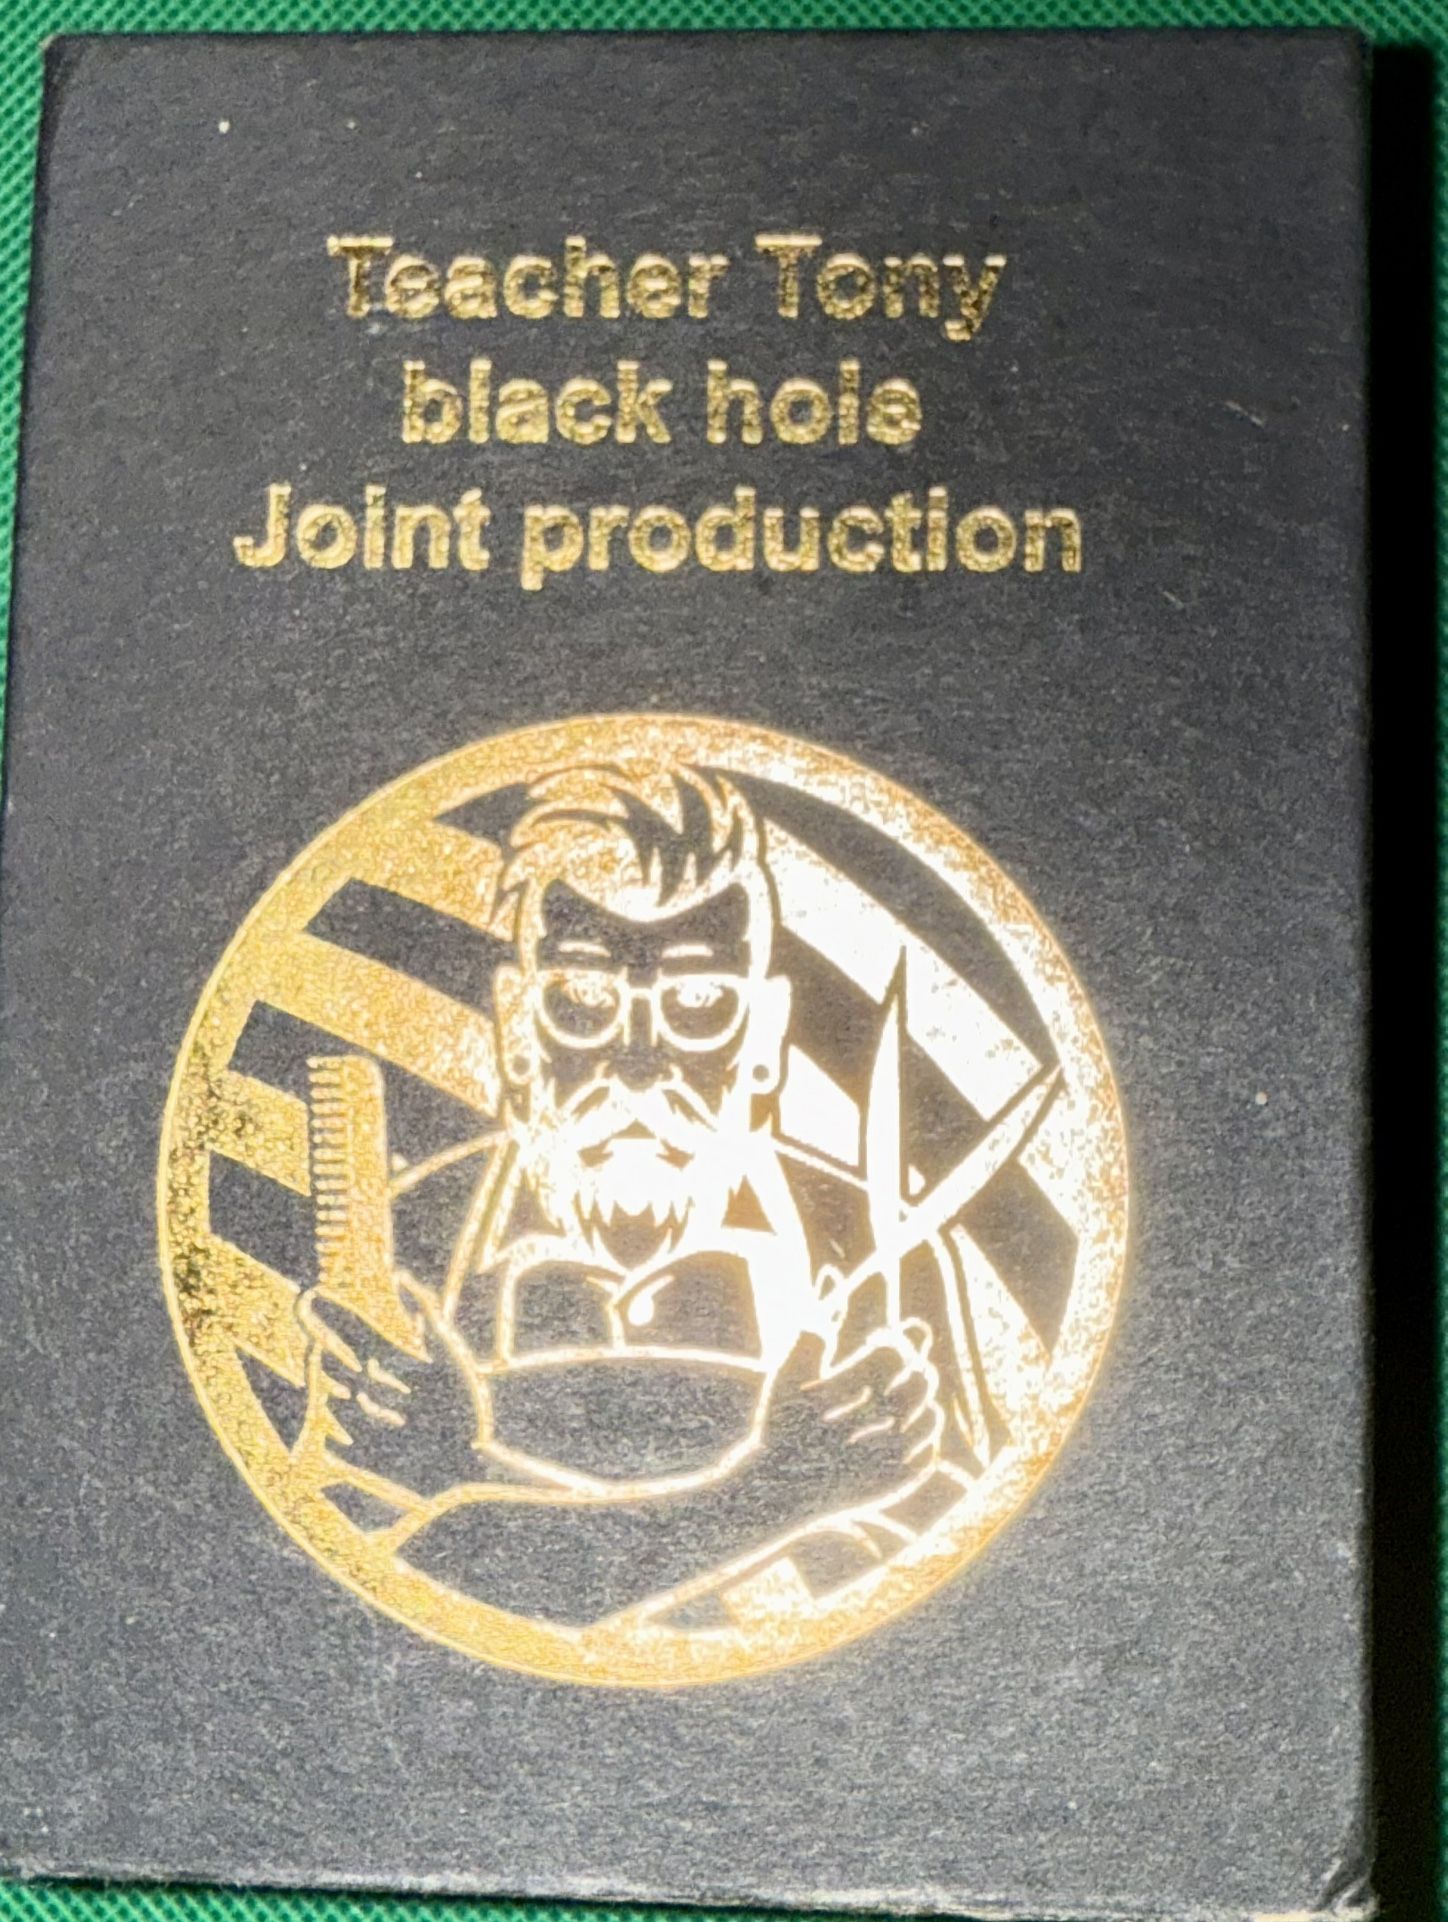 Teacher Tony
black hole
Joint production